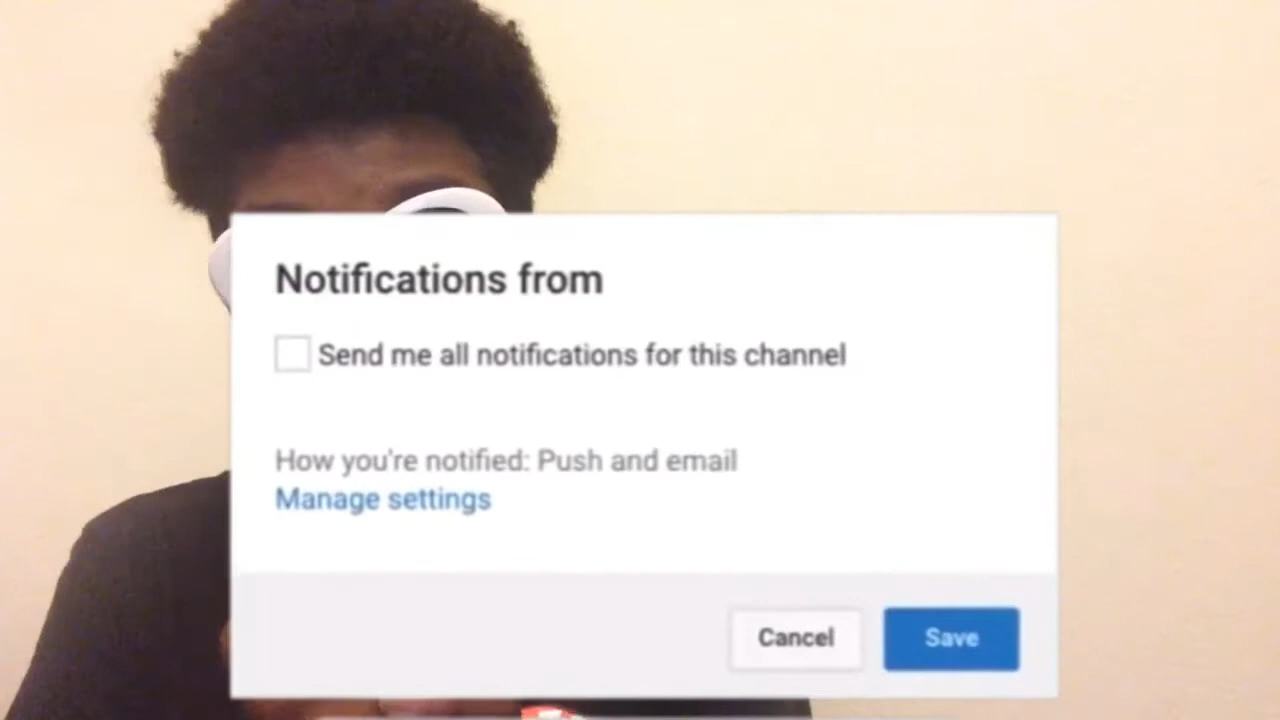 Notifications from
Send me all notifications for this channel
How you're notified: Push and email
Manage settings
Cancel
Save